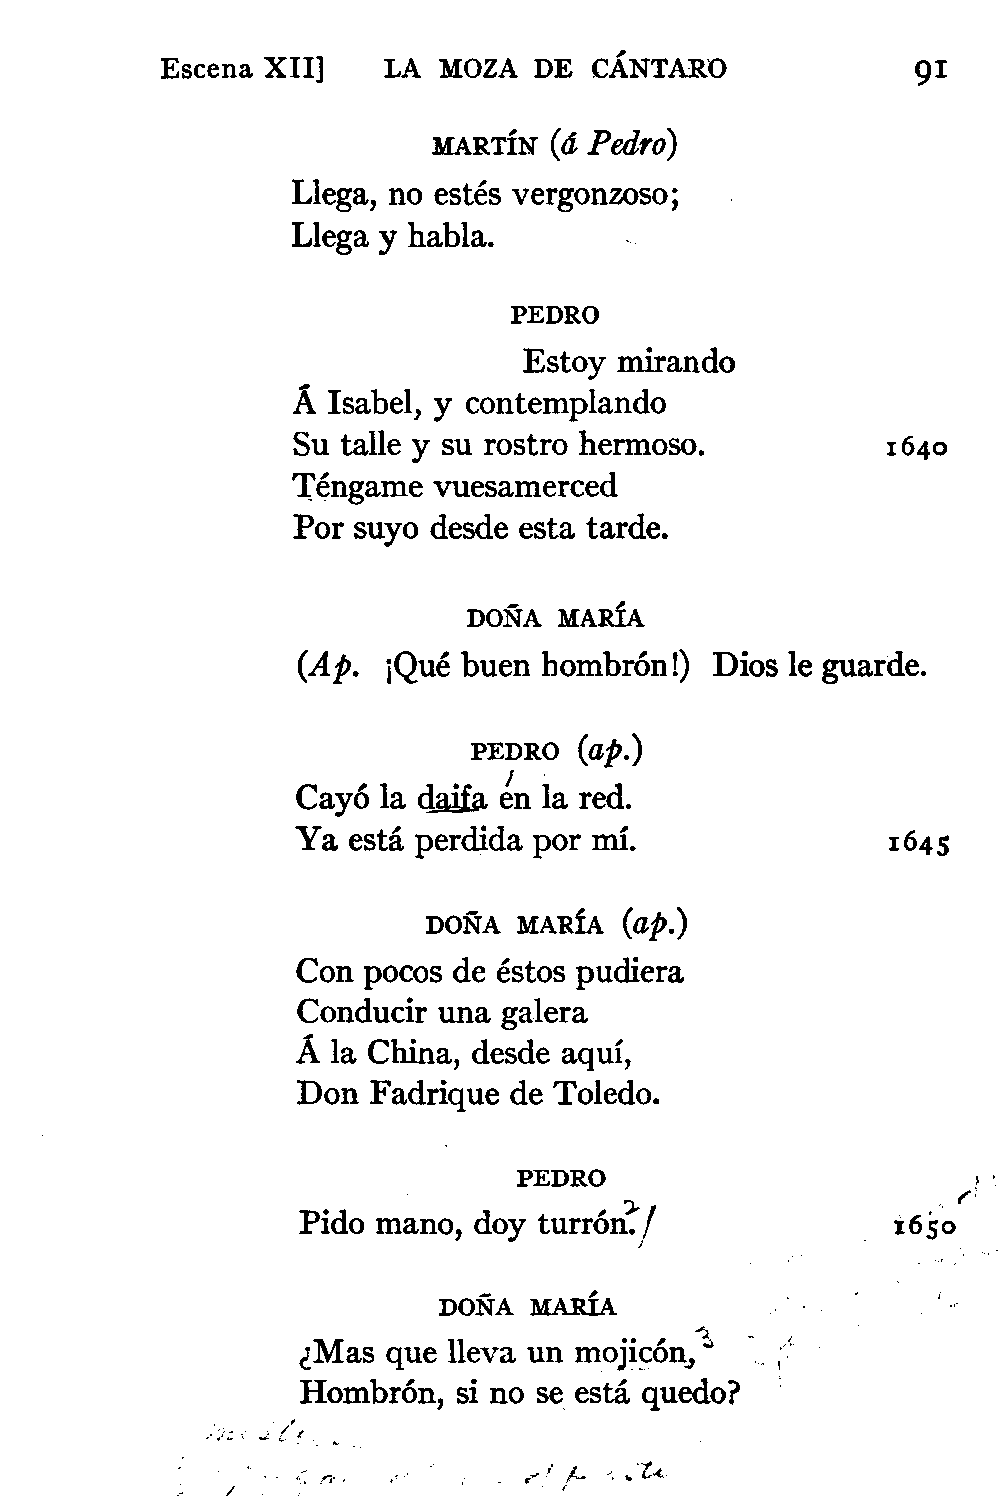 Escena XII] LA MOZA DE CÁNTARO 91
MARTÍN (á Pedro)
Llega, no estés vergonzoso;
Llega y habla.
PEDRO
Estoy mirando
Á Isabel, y contemplando
Su talle y su rostro hermoso. 1640
Téngame vuesamerced
Por suyo desde esta tarde.
DOÑA MARÍA
(Ap. ¡Qué buen hombrón!) Dios le guarde.
PEDRO (ap.)
Cayó la daifa en la red.
Ya está perdida por mí. 1645
DOÑA MARÍA (ap.)
Con pocos de éstos pudiera
Conducir una galera
Á la China, desde aquí,
Don Fadrique de Toledo.
PEDRO
Pido mano, doy turrón. 1650
DOÑA MARÍA
¿Mas que lleva un mojicón,
Hombrón, si no se está quedo?